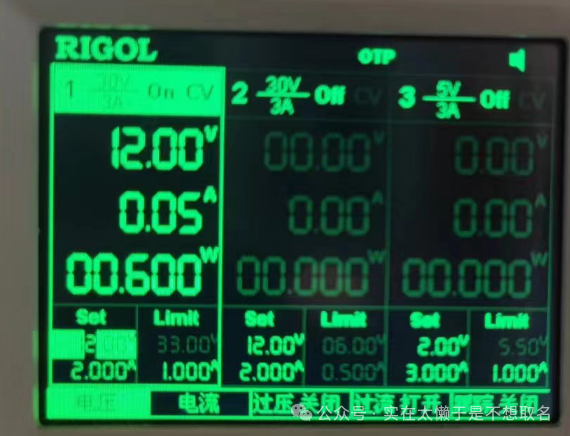 RIGOL OTP
1 30V/3A On CV 2 30V/3A Off CV 3 5V/3A Off CV
12.00V 00.00V 0.00V
0.05A 0.00A 0.00A
00.600W 00.000W 00.000W
Set Limit Set Limit Set Limit
12.00V 33.00V 12.00V 06.00V 2.00V 5.50V
2.000A 1.000A 2.000A 0.500A 3.000A 1.000A
电压 电流 过压 关闭 过流 打开 关闭
公众号·实在太懒于是不想取名